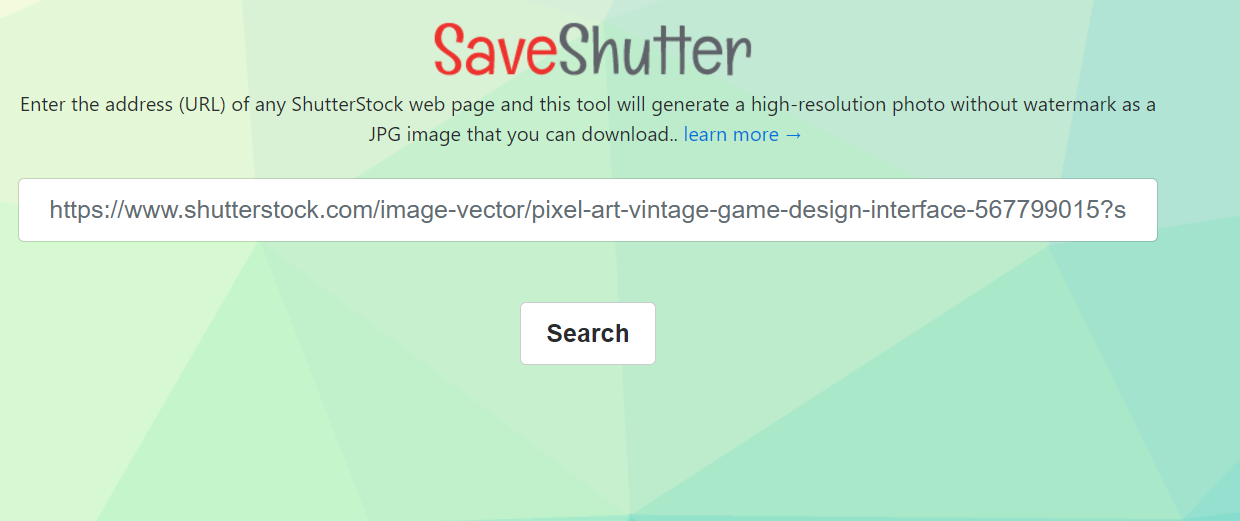 SaveShutter
Enter the address (URL) of any ShutterStock web page and this tool will generate a high-resolution photo without watermark as a
JPG image that you can download.. learn more →
https://www.shutterstock.com/image-vector/pixel-art-vintage-game-design-interface-567799015?s
Search